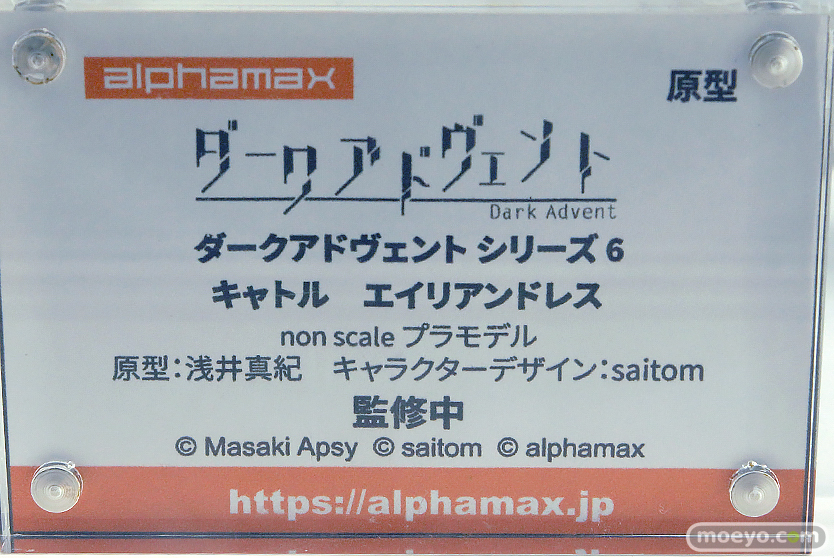 alphamax
原型
ダークアドヴェント
Dark Advent
ダークアドヴェント シリーズ 6
キャトル　エイリアンドレス
non scale プラモデル
原型：浅井真紀　キャラクターデザイン：saitom
監修中
© Masaki Apsy © saitom © alphamax
https://alphamax.jp
moeyo.com